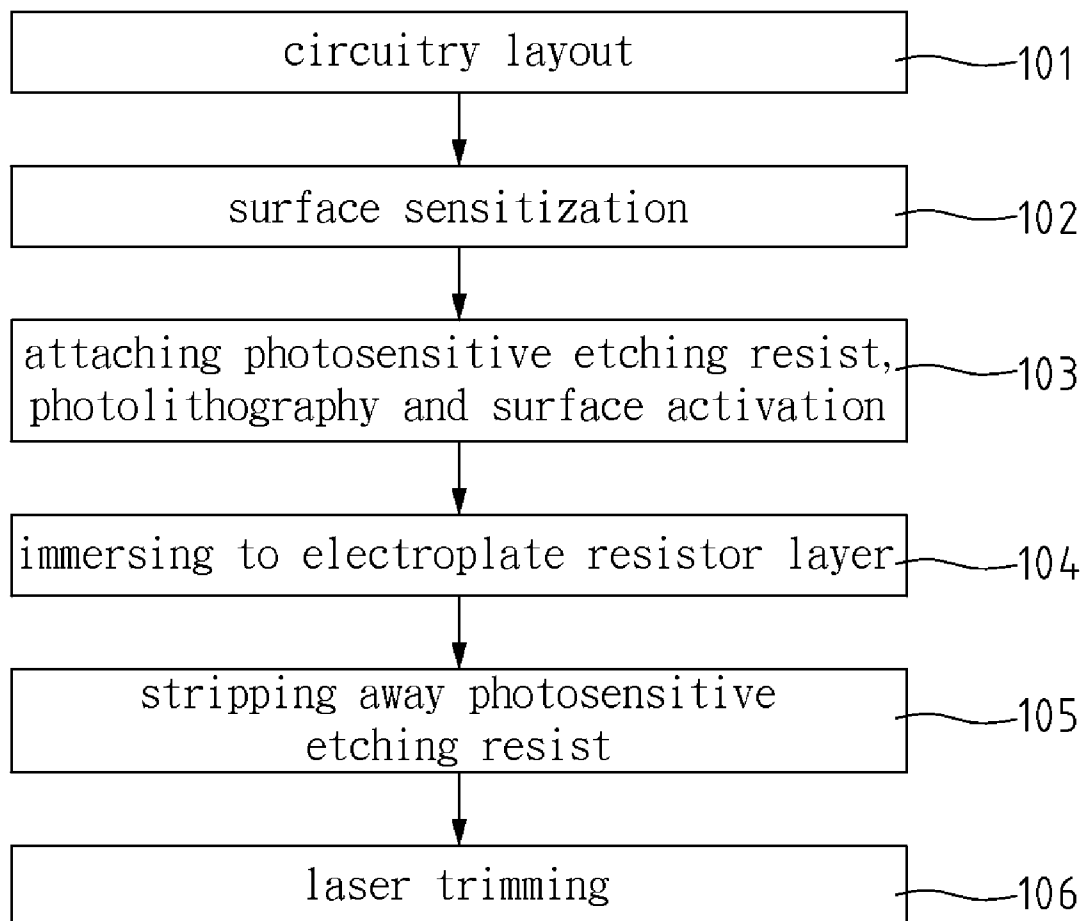 circuitry layout
101
surface sensitization
102
attaching photosensitive etching resist,
photolithography and surface activation
103
immersing to electroplate resistor layer
104
stripping away photosensitive
etching resist
105
laser trimming
106